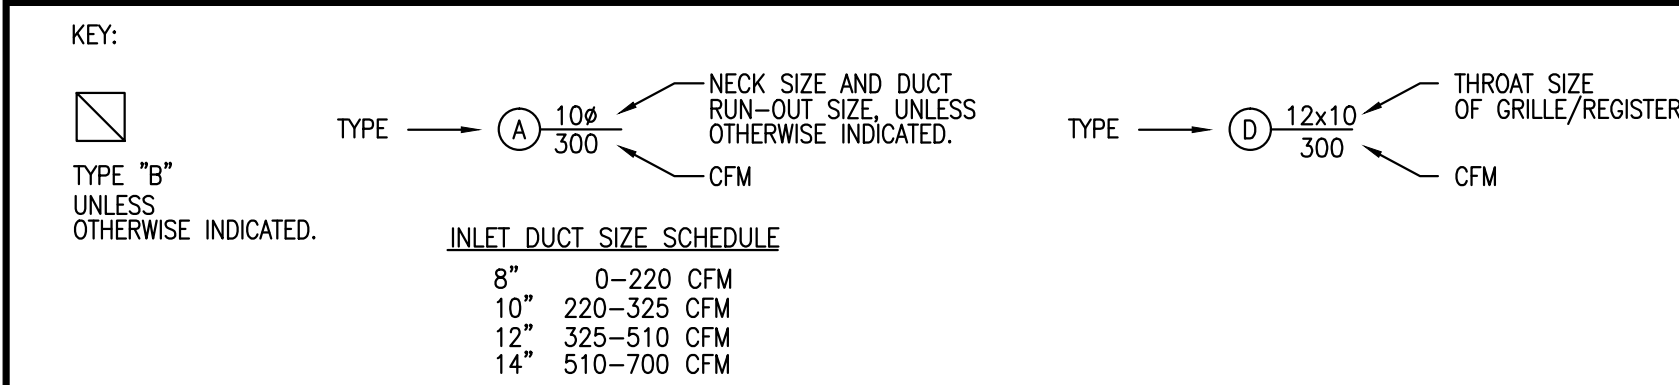 KEY:
TYPE "B"
UNLESS
OTHERWISE INDICATED.
TYPE
A
10ø
300
NECK SIZE AND DUCT
RUN-OUT SIZE, UNLESS
OTHERWISE INDICATED.
CFM
TYPE
D
12x10
300
THROAT SIZE
OF GRILLE/REGISTER
CFM
INLET DUCT SIZE SCHEDULE
8" 0-220 CFM
10" 220-325 CFM
12" 325-510 CFM
14" 510-700 CFM